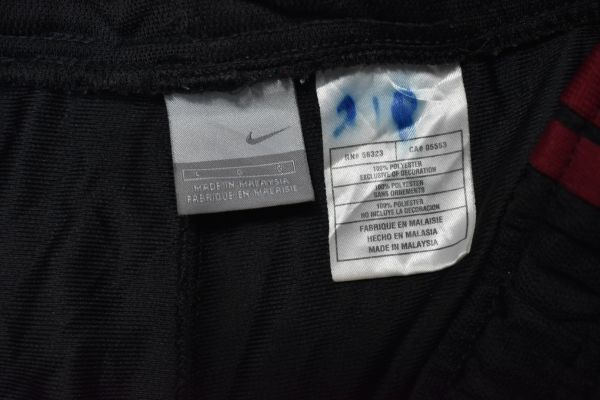 L G G
MADE IN MALAYSIA
FABRIQUE EN MALAISIE
RN# 56323 CA# 05553
100% POLYESTER
EXCLUSIVE OF DECORATION
100% POLYESTER
SANS ORNEMENTS
100% POLIESTER
NO INCLUYE LA DECORACION
FABRIQUE EN MALAISIE
HECHO EN MALASIA
MADE IN MALAYSIA